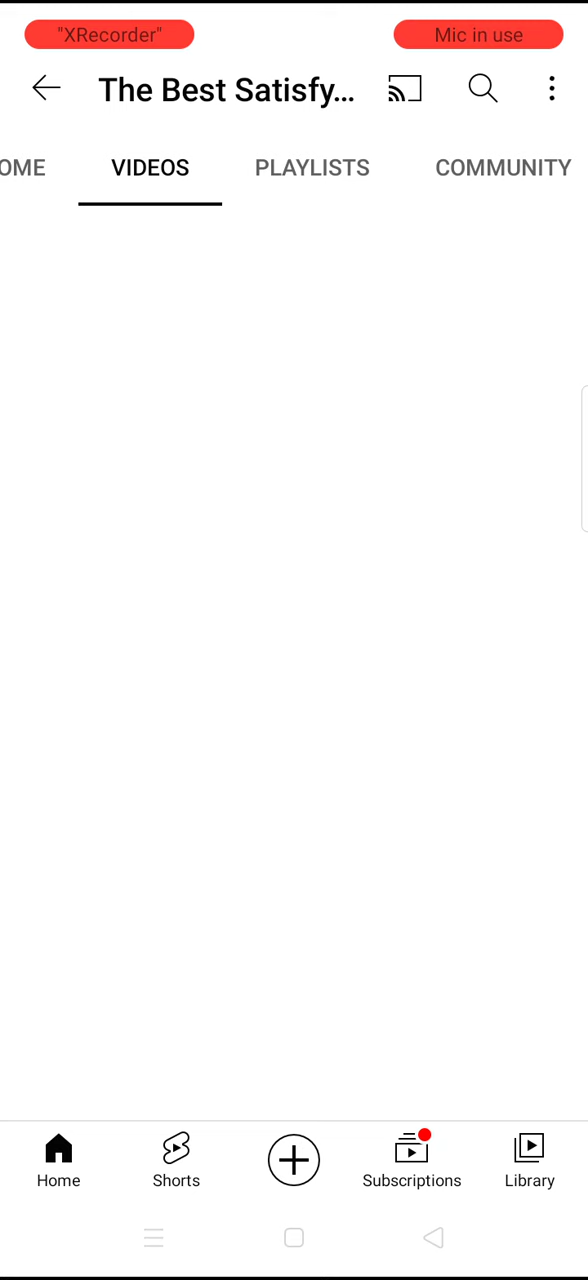 "XRecorder"
Mic in use
The Best Satisfy...
OME
VIDEOS
PLAYLISTS
COMMUNITY
Home
Shorts
Subscriptions
Library